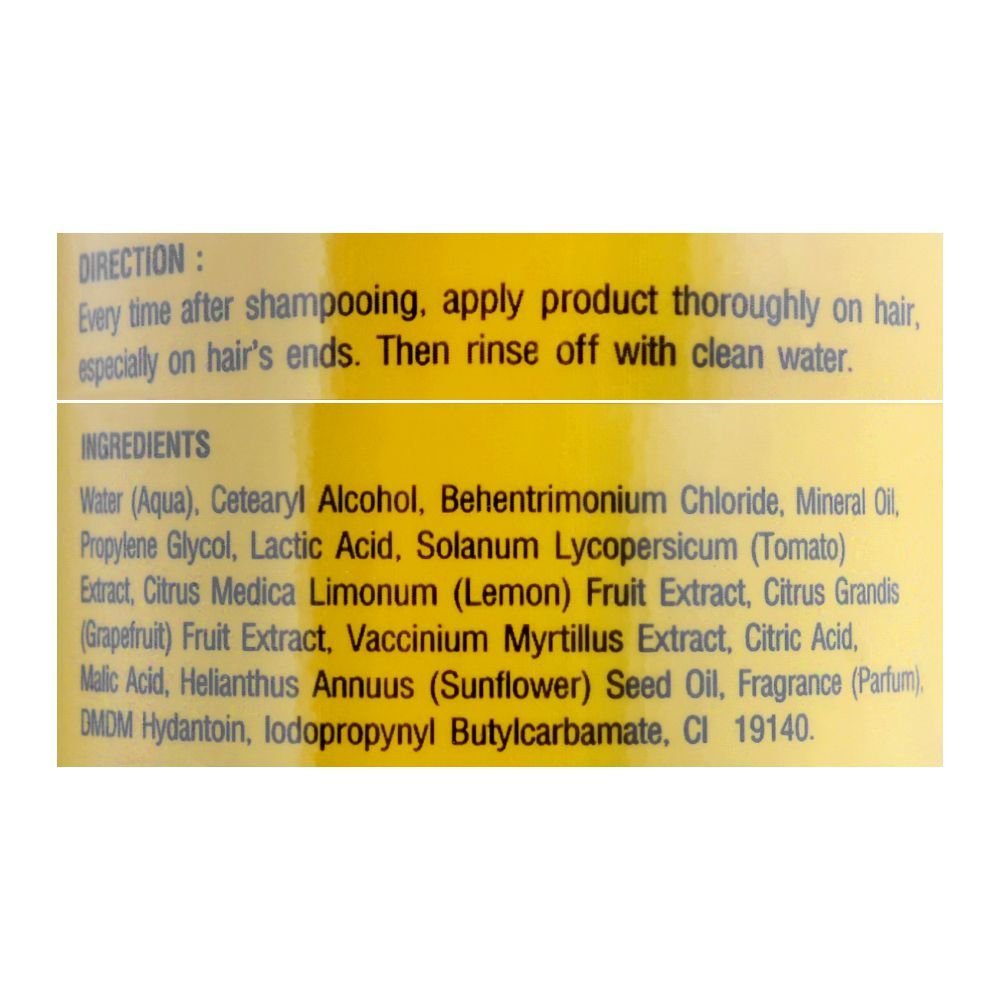 DIRECTION :
Every time after shampooing, apply product thoroughly on hair,
especially on hair's ends. Then rinse off with clean water.
INGREDIENTS
Water (Aqua), Cetearyl Alcohol, Behentrimonium Chloride, Mineral Oil,
Propylene Glycol, Lactic Acid, Solanum Lycopersicum (Tomato)
Extract, Citrus Medica Limonum (Lemon) Fruit Extract, Citrus Grandis
(Grapefruit) Fruit Extract, Vaccinium Myrtillus Extract, Citric Acid,
Malic Acid, Helianthus Annuus (Sunflower) Seed Oil, Fragrance (Parfum),
DMDM Hydantoin, Iodopropynyl Butylcarbamate, CI 19140.